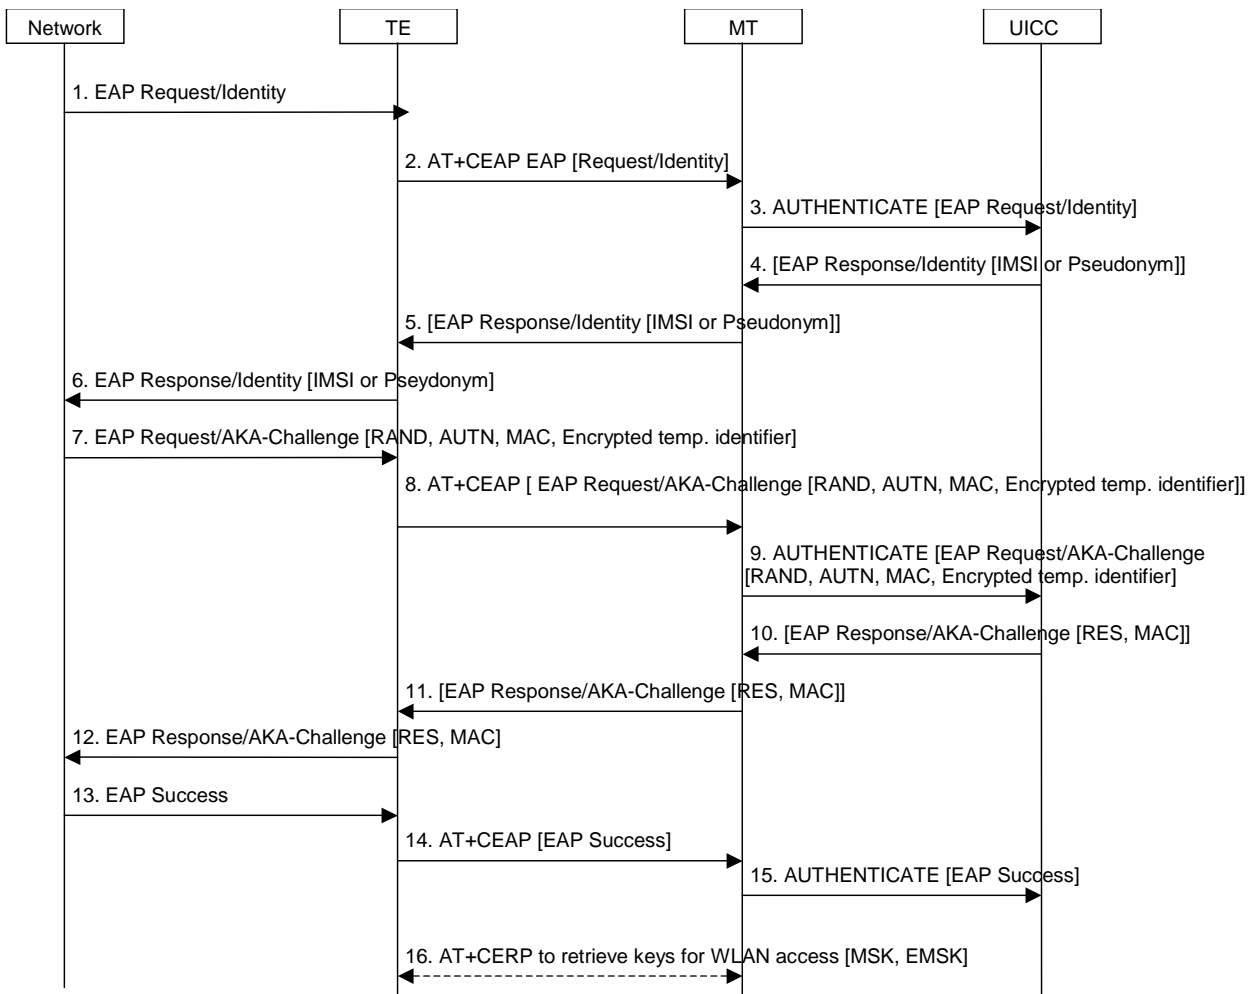 Network
TE
MT
UICC
1. EAP Request/Identity
2. AT+CEAP EAP [Request/Identity]
3. AUTHENTICATE [EAP Request/Identity]
4. [EAP Response/Identity [IMSI or Pseudonym]]
5. [EAP Response/Identity [IMSI or Pseudonym]]
6. EAP Response/Identity [IMSI or Pseydonym]
7. EAP Request/AKA-Challenge [RAND, AUTN, MAC, Encrypted temp. identifier]
8. AT+CEAP [ EAP Request/AKA-Challenge [RAND, AUTN, MAC, Encrypted temp. identifier]]
9. AUTHENTICATE [EAP Request/AKA-Challenge
[RAND, AUTN, MAC, Encrypted temp. identifier]
10. [EAP Response/AKA-Challenge [RES, MAC]]
11. [EAP Response/AKA-Challenge [RES, MAC]]
12. EAP Response/AKA-Challenge [RES, MAC]
13. EAP Success
14. AT+CEAP [EAP Success]
15. AUTHENTICATE [EAP Success]
16. AT+CERP to retrieve keys for WLAN access [MSK, EMSK]